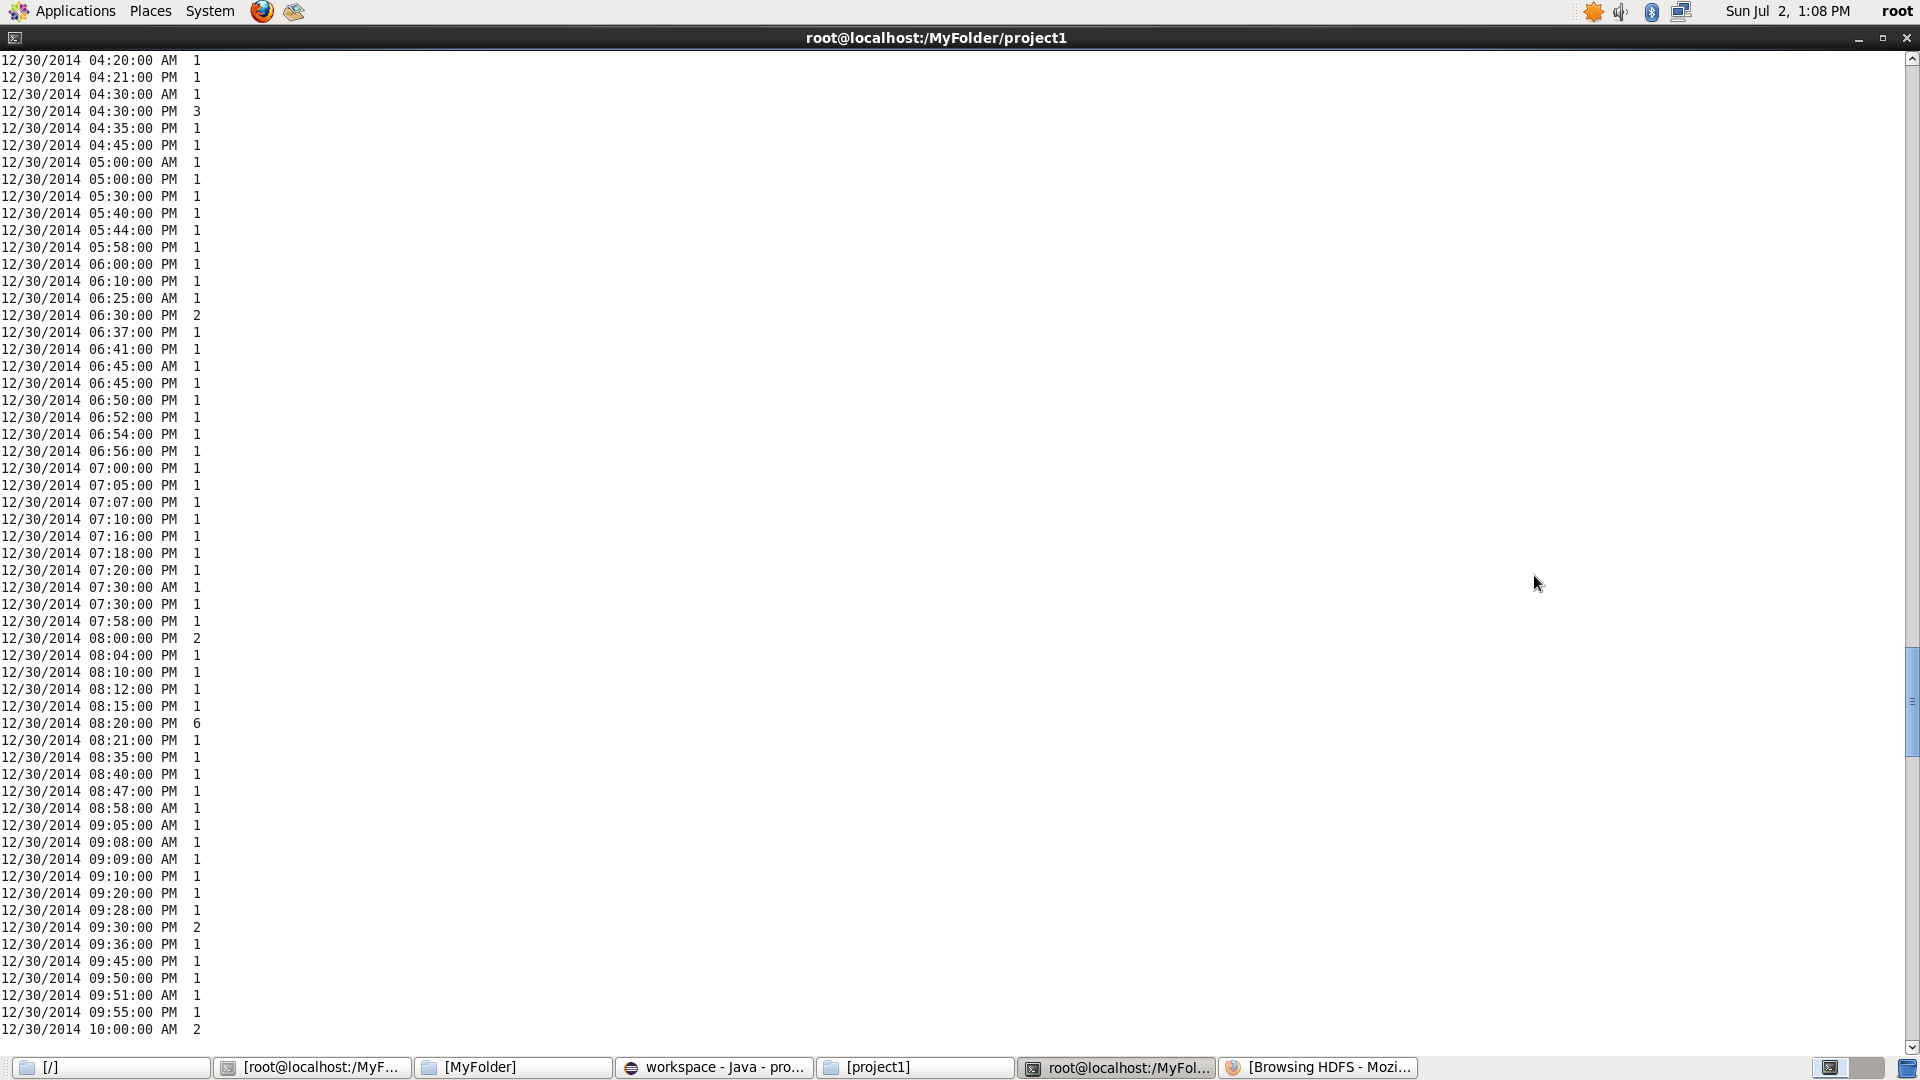 Applications Places System Sun Jul 2, 1:08 PM root
root@localhost:/MyFolder/project1
12/30/2014 04:20:00 AM 1
12/30/2014 04:21:00 PM 1
12/30/2014 04:30:00 AM 1
12/30/2014 04:30:00 PM 3
12/30/2014 04:35:00 PM 1
12/30/2014 04:45:00 PM 1
12/30/2014 05:00:00 AM 1
12/30/2014 05:00:00 PM 1
12/30/2014 05:30:00 PM 1
12/30/2014 05:40:00 PM 1
12/30/2014 05:44:00 PM 1
12/30/2014 05:58:00 PM 1
12/30/2014 06:00:00 PM 1
12/30/2014 06:10:00 PM 1
12/30/2014 06:25:00 AM 1
12/30/2014 06:30:00 PM 2
12/30/2014 06:37:00 PM 1
12/30/2014 06:41:00 PM 1
12/30/2014 06:45:00 AM 1
12/30/2014 06:45:00 PM 1
12/30/2014 06:50:00 PM 1
12/30/2014 06:52:00 PM 1
12/30/2014 06:54:00 PM 1
12/30/2014 06:56:00 PM 1
12/30/2014 07:00:00 PM 1
12/30/2014 07:05:00 PM 1
12/30/2014 07:07:00 PM 1
12/30/2014 07:10:00 PM 1
12/30/2014 07:16:00 PM 1
12/30/2014 07:18:00 PM 1
12/30/2014 07:20:00 PM 1
12/30/2014 07:30:00 AM 1
12/30/2014 07:30:00 PM 1
12/30/2014 07:58:00 PM 1
12/30/2014 08:00:00 PM 2
12/30/2014 08:04:00 PM 1
12/30/2014 08:10:00 PM 1
12/30/2014 08:12:00 PM 1
12/30/2014 08:15:00 PM 1
12/30/2014 08:20:00 PM 6
12/30/2014 08:21:00 PM 1
12/30/2014 08:35:00 PM 1
12/30/2014 08:40:00 PM 1
12/30/2014 08:47:00 PM 1
12/30/2014 08:58:00 AM 1
12/30/2014 09:05:00 AM 1
12/30/2014 09:08:00 AM 1
12/30/2014 09:09:00 AM 1
12/30/2014 09:10:00 PM 1
12/30/2014 09:20:00 PM 1
12/30/2014 09:28:00 PM 1
12/30/2014 09:30:00 PM 2
12/30/2014 09:36:00 PM 1
12/30/2014 09:45:00 PM 1
12/30/2014 09:50:00 PM 1
12/30/2014 09:51:00 AM 1
12/30/2014 09:55:00 PM 1
12/30/2014 10:00:00 AM 2
[/] [root@localhost:/MyF... [MyFolder] workspace - Java - pro... [project1] root@localhost:/MyFol... [Browsing HDFS - Mozi...